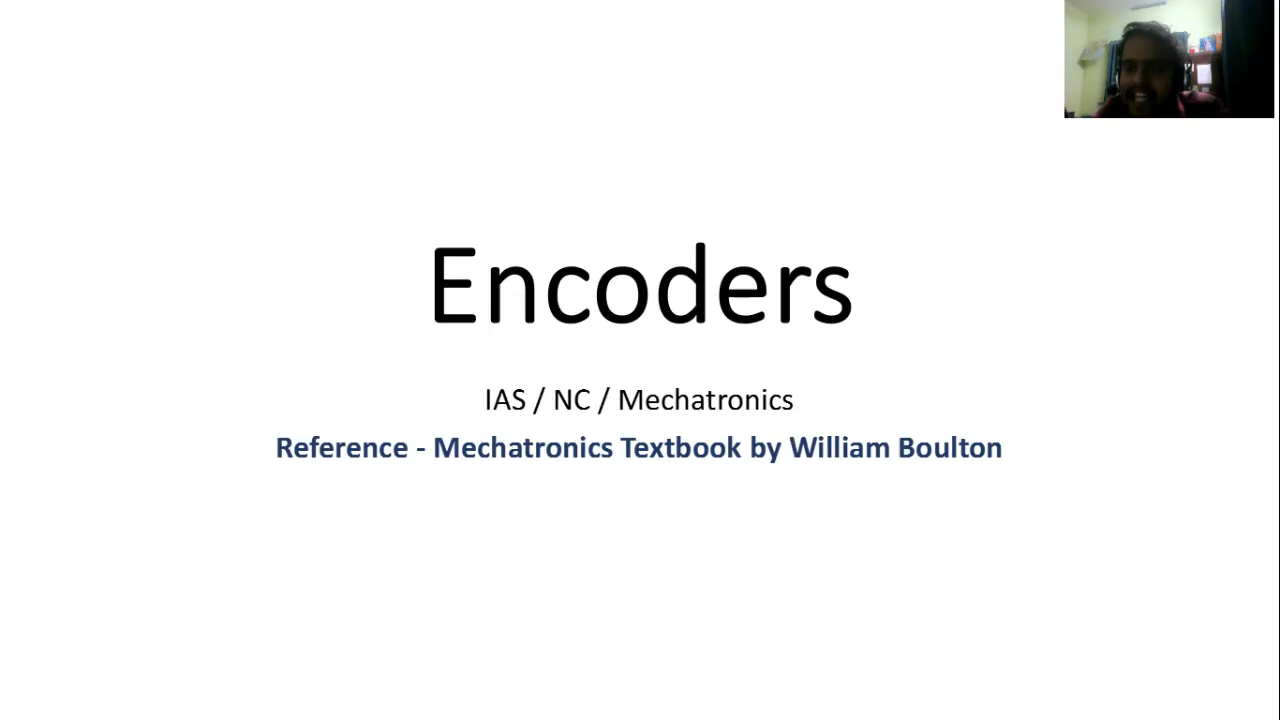 Encoders
IAS / NC / Mechatronics
Reference - Mechatronics Textbook by William Boulton